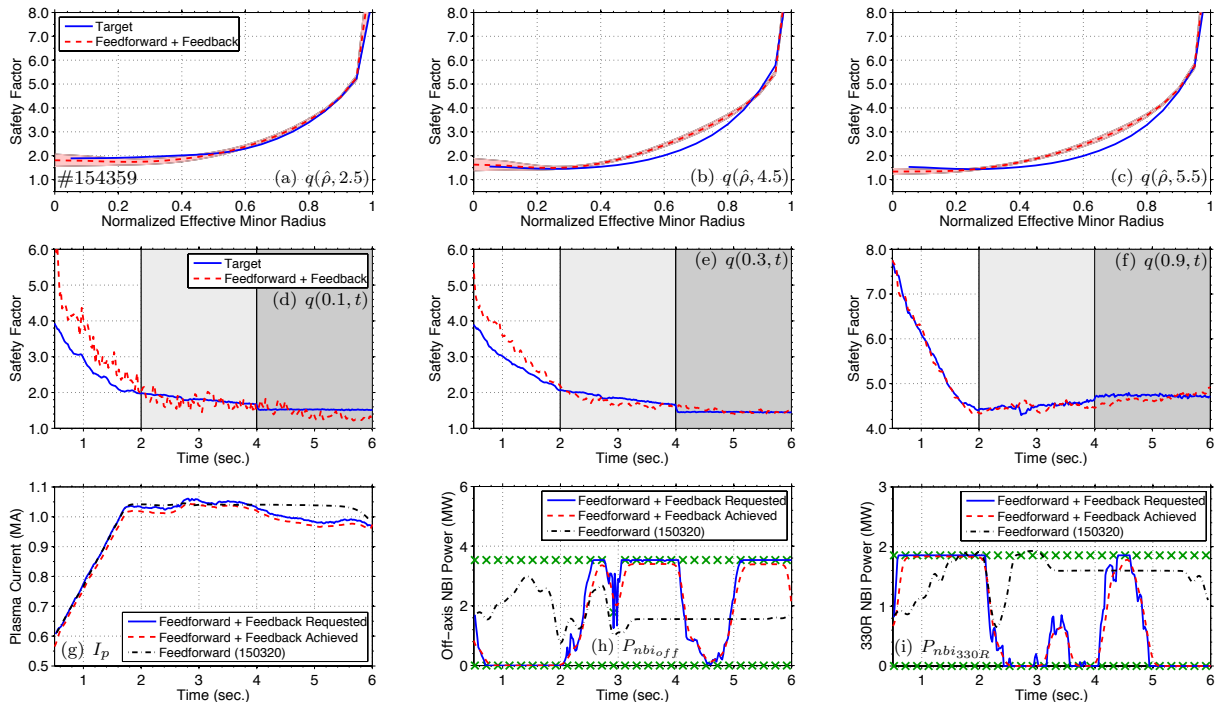 8.0
7.0
6.0
5.0
4.0
3.0
2.0
1.0
Safety Factor
Target
Feedforward + Feedback
#154359
(a) q(ρ̂, 2.5)
0 0.2 0.4 0.6 0.8 1
Normalized Effective Minor Radius
8.0
7.0
6.0
5.0
4.0
3.0
2.0
1.0
Safety Factor
(b) q(ρ̂, 4.5)
0 0.2 0.4 0.6 0.8 1
Normalized Effective Minor Radius
8.0
7.0
6.0
5.0
4.0
3.0
2.0
1.0
Safety Factor
(c) q(ρ̂, 5.5)
0 0.2 0.4 0.6 0.8 1
Normalized Effective Minor Radius
6.0
5.0
4.0
3.0
2.0
1.0
Safety Factor
Target
Feedforward + Feedback
(d) q(0.1, t)
1 2 3 4 5 6
Time (sec.)
6.0
5.0
4.0
3.0
2.0
1.0
Safety Factor
(e) q(0.3, t)
1 2 3 4 5 6
Time (sec.)
8.0
7.0
6.0
5.0
4.0
Safety Factor
(f) q(0.9, t)
1 2 3 4 5 6
Time (sec.)
1.1
1.0
0.9
0.8
0.7
0.6
0.5
Plasma Current (MA)
Feedforward + Feedback Requested
Feedforward + Feedback Achieved
Feedforward (150320)
(g) I_p
1 2 3 4 5 6
Time (sec.)
6
4
2
0
Off-axis NBI Power (MW)
Feedforward + Feedback Requested
Feedforward + Feedback Achieved
Feedforward (150320)
(h) P_{nbi_{off}}
1 2 3 4 5 6
Time (sec.)
3
2
1
0
330R NBI Power (MW)
Feedforward + Feedback Requested
Feedforward + Feedback Achieved
Feedforward (150320)
(i) P_{nbi_{330R}}
1 2 3 4 5 6
Time (sec.)